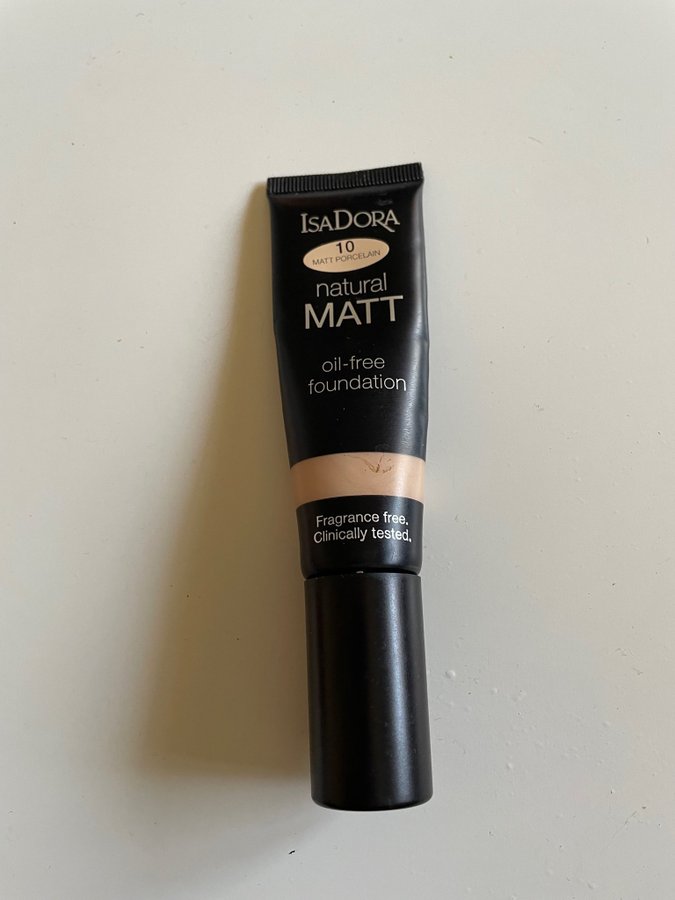 ISADORA
10
MATT PORCELAIN
natural
MATT
oil-free
foundation
Fragrance free.
Clinically tested.